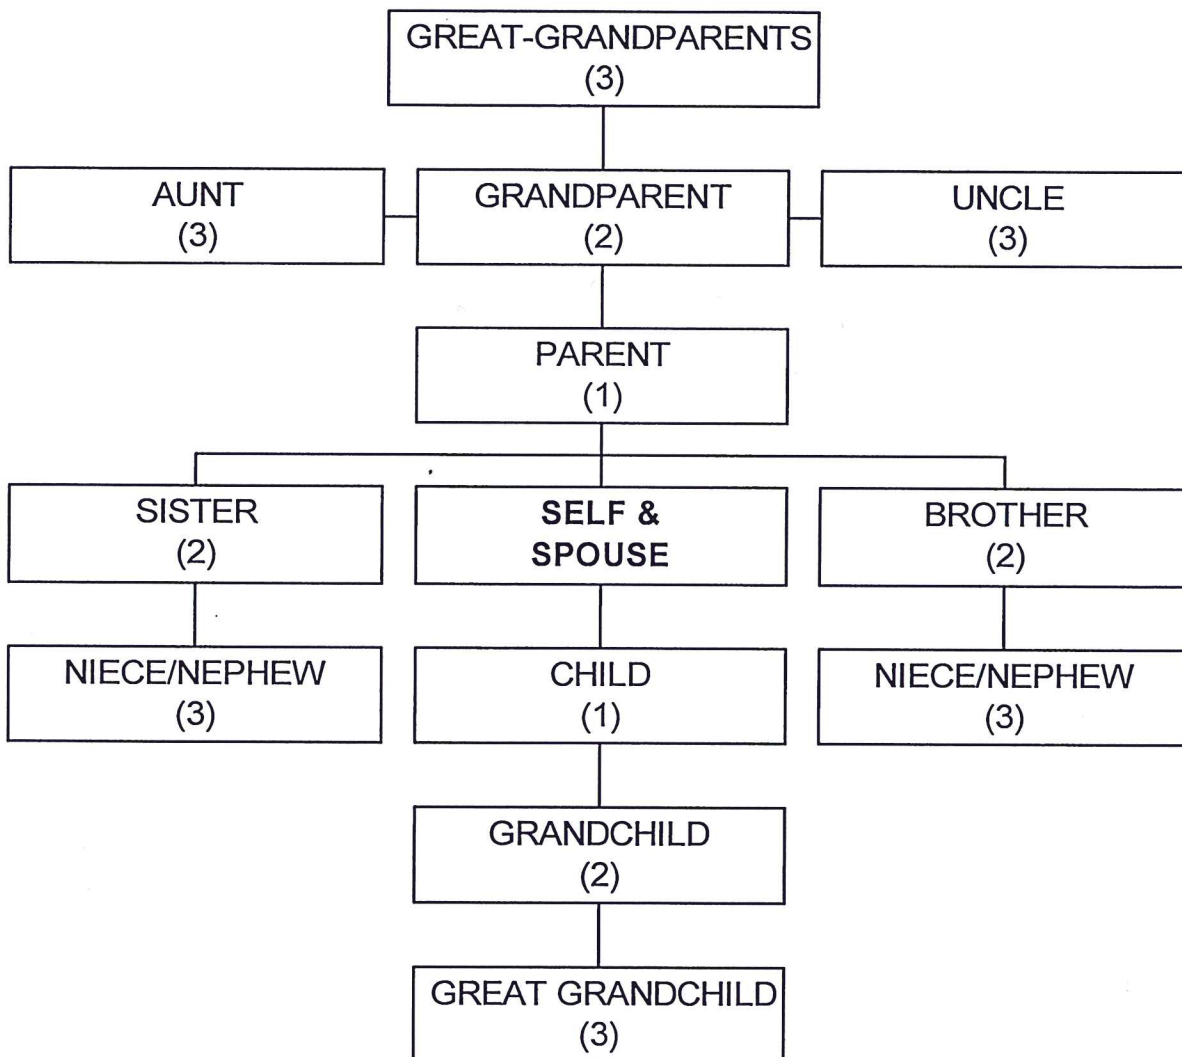 GREAT-GRANDPARENTS
(3)
AUNT
(3)
GRANDPARENT
(2)
UNCLE
(3)
PARENT
(1)
SISTER
(2)
SELF &
SPOUSE
BROTHER
(2)
NIECE/NEPHEW
(3)
CHILD
(1)
NIECE/NEPHEW
(3)
GRANDCHILD
(2)
GREAT GRANDCHILD
(3)